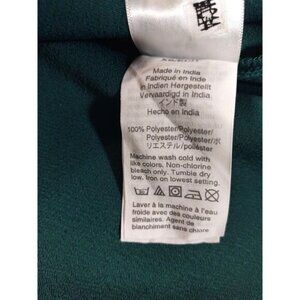 Made in India
Fabriqué en Inde
In Indien Hergestellt
Vervaardigd in India
インド製
Hecho en India
100% Polyester/Polyester/
Polyester/Polyester/ポ
リエステル/poliéster
Machine wash cold with
like colors. Non-chlorine
bleach only. Tumble dry
low. Iron on lowest setting.
Laver à la machine à l'eau
froide avec des couleurs
similaires. Agent de
blanchiment sans chlore